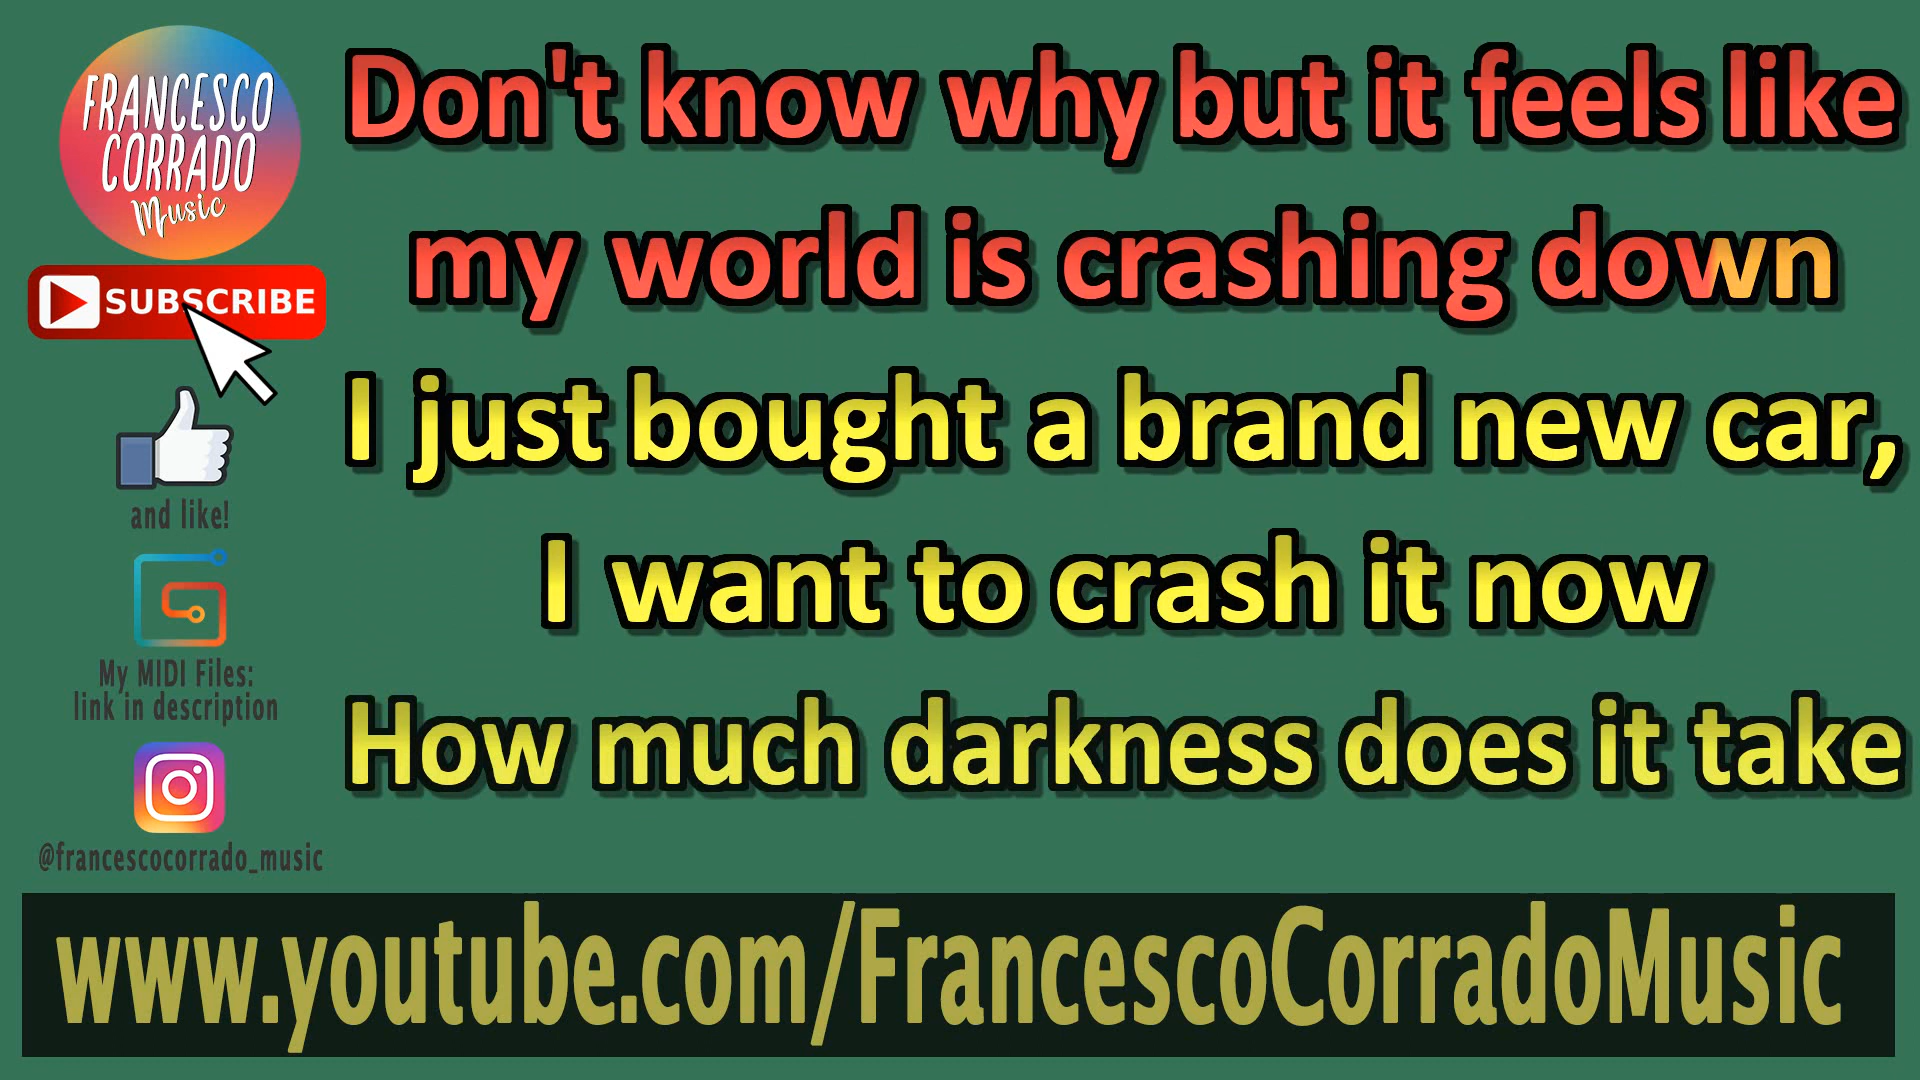 FRANCESCO
CORRADO
Music
SUBSCRIBE
and like!
My MIDI Files:
link in description
@francescocorrado_music
Don't know why but it feels like
my world is crashing down
I just bought a brand new car,
I want to crash it now
How much darkness does it take
www.youtube.com/FrancescoCorradoMusic